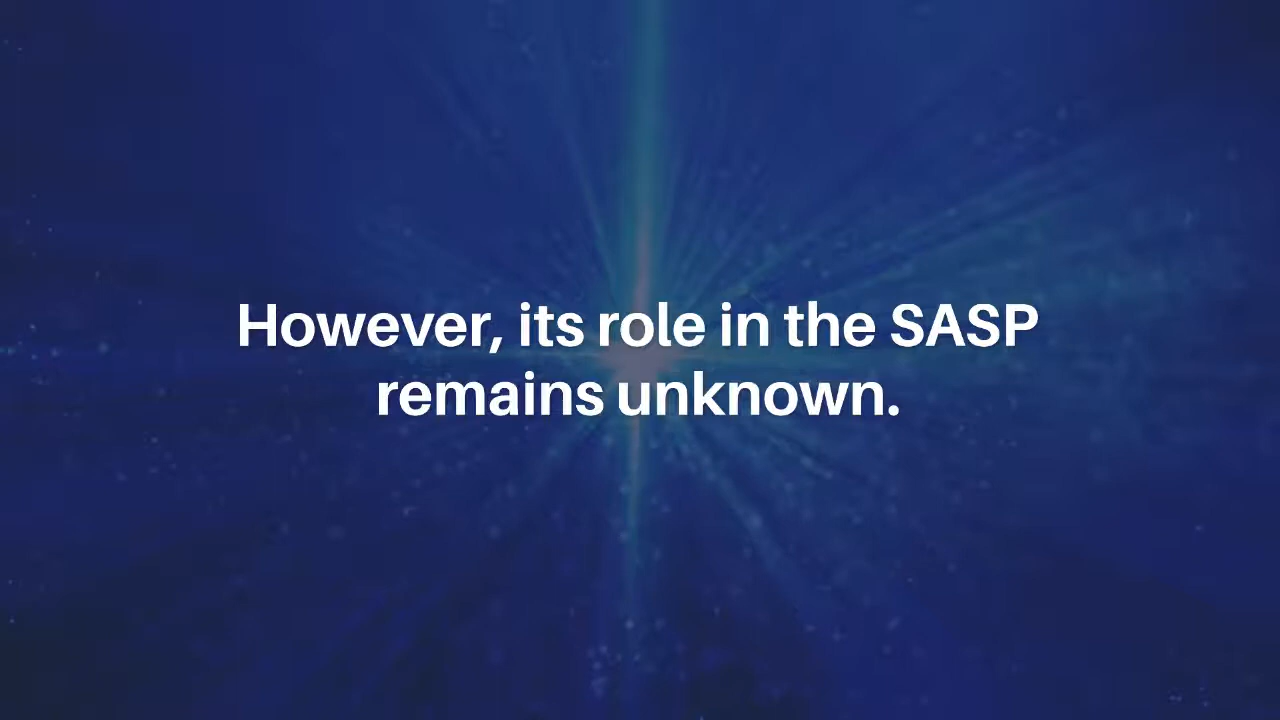 However, its role in the SASP
remains unknown.